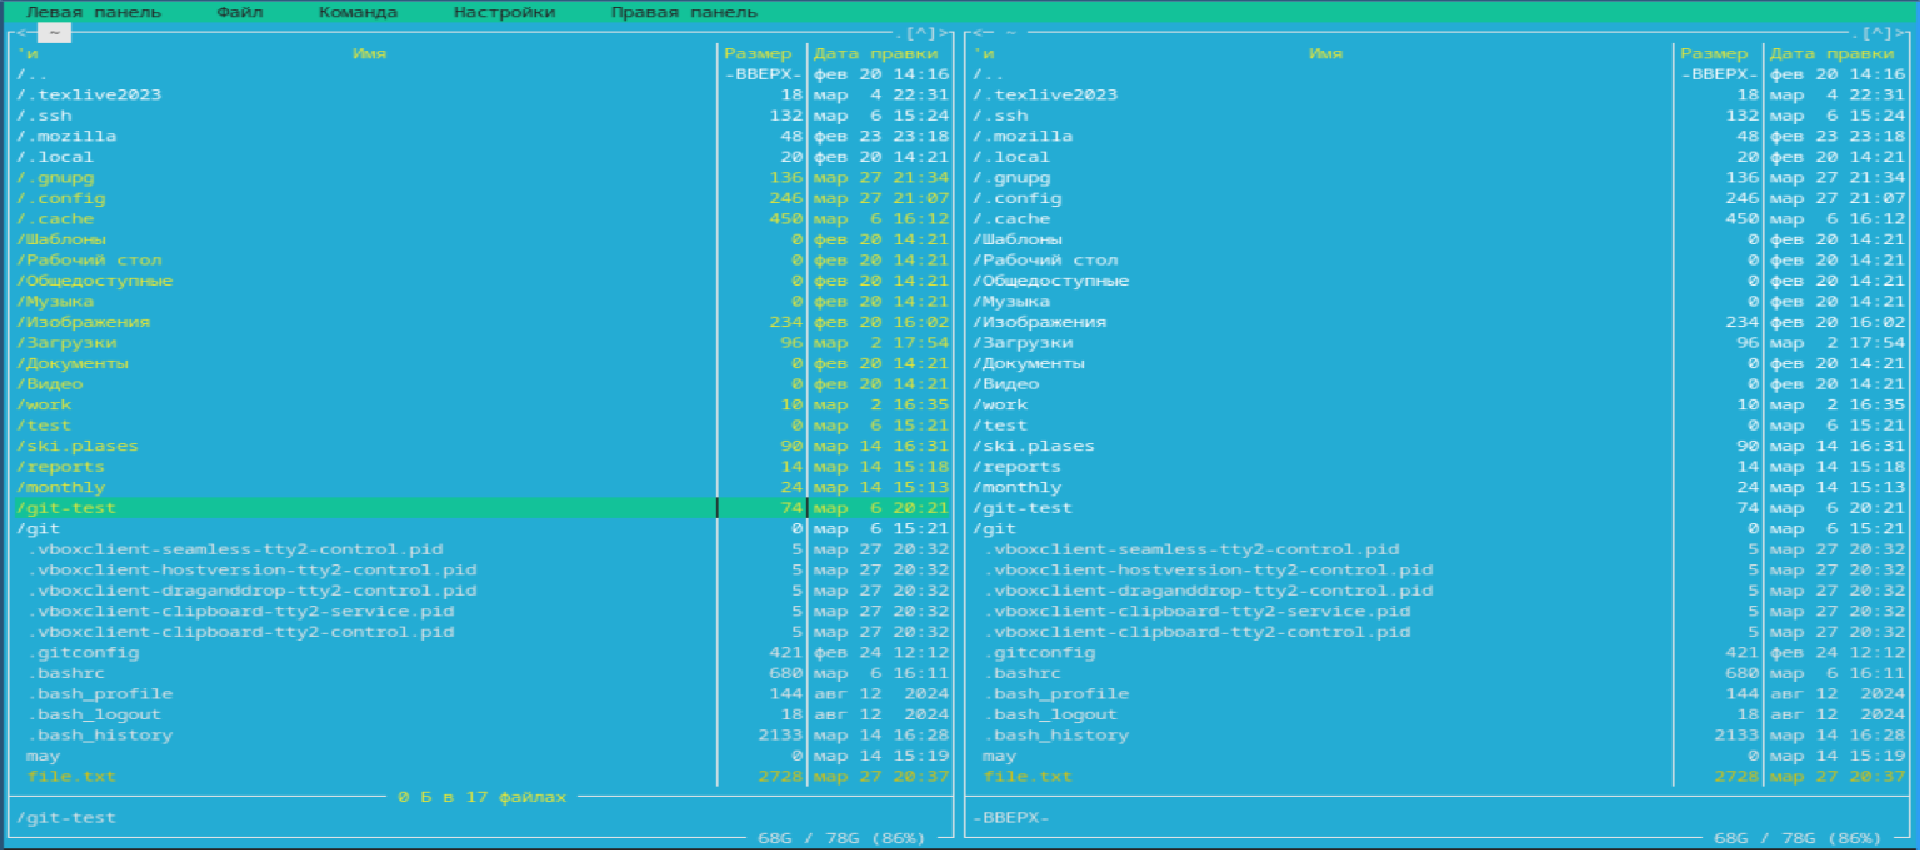 Левая панель Файл Команда Настройки Правая панель
<─ ~ .[^]> <─ ~ .[^]>
'и Имя Размер Дата правки 'и Имя Размер Дата правки
/.. -ВВЕРХ- фев 20 14:16 /.. -ВВЕРХ- фев 20 14:16
/.texlive2023 18 мар 4 22:31 /.texlive2023 18 мар 4 22:31
/.ssh 132 мар 6 15:24 /.ssh 132 мар 6 15:24
/.mozilla 48 фев 23 23:18 /.mozilla 48 фев 23 23:18
/.local 20 фев 20 14:21 /.local 20 фев 20 14:21
/.gnupg 136 мар 27 21:34 /.gnupg 136 мар 27 21:34
/.config 246 мар 27 21:07 /.config 246 мар 27 21:07
/.cache 450 мар 6 16:12 /.cache 450 мар 6 16:12
/Шаблоны 0 фев 20 14:21 /Шаблоны 0 фев 20 14:21
/Рабочий стол 0 фев 20 14:21 /Рабочий стол 0 фев 20 14:21
/Общедоступные 0 фев 20 14:21 /Общедоступные 0 фев 20 14:21
/Музыка 0 фев 20 14:21 /Музыка 0 фев 20 14:21
/Изображения 234 фев 20 16:02 /Изображения 234 фев 20 16:02
/Загрузки 96 мар 2 17:54 /Загрузки 96 мар 2 17:54
/Документы 0 фев 20 14:21 /Документы 0 фев 20 14:21
/Видео 0 фев 20 14:21 /Видео 0 фев 20 14:21
/work 10 мар 2 16:35 /work 10 мар 2 16:35
/test 0 мар 6 15:21 /test 0 мар 6 15:21
/ski.plases 90 мар 14 16:31 /ski.plases 90 мар 14 16:31
/reports 14 мар 14 15:18 /reports 14 мар 14 15:18
/monthly 24 мар 14 15:13 /monthly 24 мар 14 15:13
/git-test 74 мар 6 20:21 /git-test 74 мар 6 20:21
/git 0 мар 6 15:21 /git 0 мар 6 15:21
.vboxclient-seamless-tty2-control.pid 5 мар 27 20:32 .vboxclient-seamless-tty2-control.pid 5 мар 27 20:32
.vboxclient-hostversion-tty2-control.pid 5 мар 27 20:32 .vboxclient-hostversion-tty2-control.pid 5 мар 27 20:32
.vboxclient-draganddrop-tty2-control.pid 5 мар 27 20:32 .vboxclient-draganddrop-tty2-control.pid 5 мар 27 20:32
.vboxclient-clipboard-tty2-service.pid 5 мар 27 20:32 .vboxclient-clipboard-tty2-service.pid 5 мар 27 20:32
.vboxclient-clipboard-tty2-control.pid 5 мар 27 20:32 .vboxclient-clipboard-tty2-control.pid 5 мар 27 20:32
.gitconfig 421 фев 24 12:12 .gitconfig 421 фев 24 12:12
.bashrc 680 мар 6 16:11 .bashrc 680 мар 6 16:11
.bash_profile 144 авг 12 2024 .bash_profile 144 авг 12 2024
.bash_logout 18 авг 12 2024 .bash_logout 18 авг 12 2024
.bash_history 2133 мар 14 16:28 .bash_history 2133 мар 14 16:28
may 0 мар 14 15:19 may 0 мар 14 15:19
file.txt 2728 мар 27 20:37 file.txt 2728 мар 27 20:37
0 Б в 17 файлах
/git-test -ВВЕРХ-
68G / 78G (86%) 68G / 78G (86%)